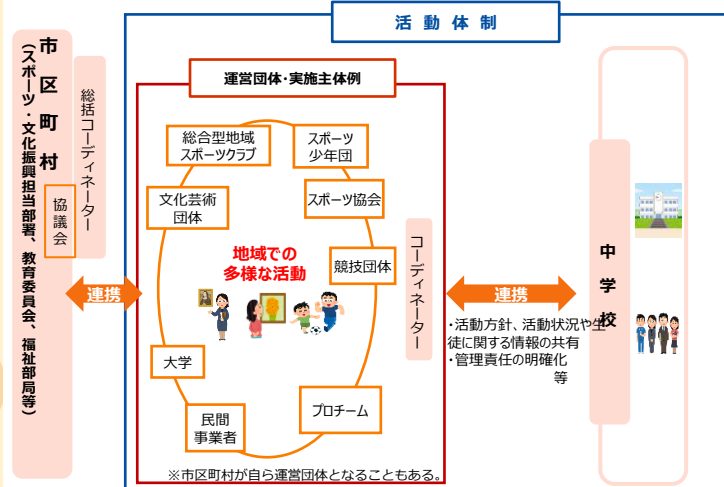 活動体制
市区町村
（スポーツ・文化振興担当部署、教育委員会、福祉部局等）
総括コーディネーター
協議会
連携
運営団体・実施主体例
総合型地域
スポーツクラブ
スポーツ
少年団
文化芸術
団体
スポーツ協会
競技団体
地域での
多様な活動
大学
民間
事業者
プロチーム
コーディネーター
※市区町村が自ら運営団体となることもある。
連携
・活動方針、活動状況や生
徒に関する情報の共有
・管理責任の明確化
等
中学校